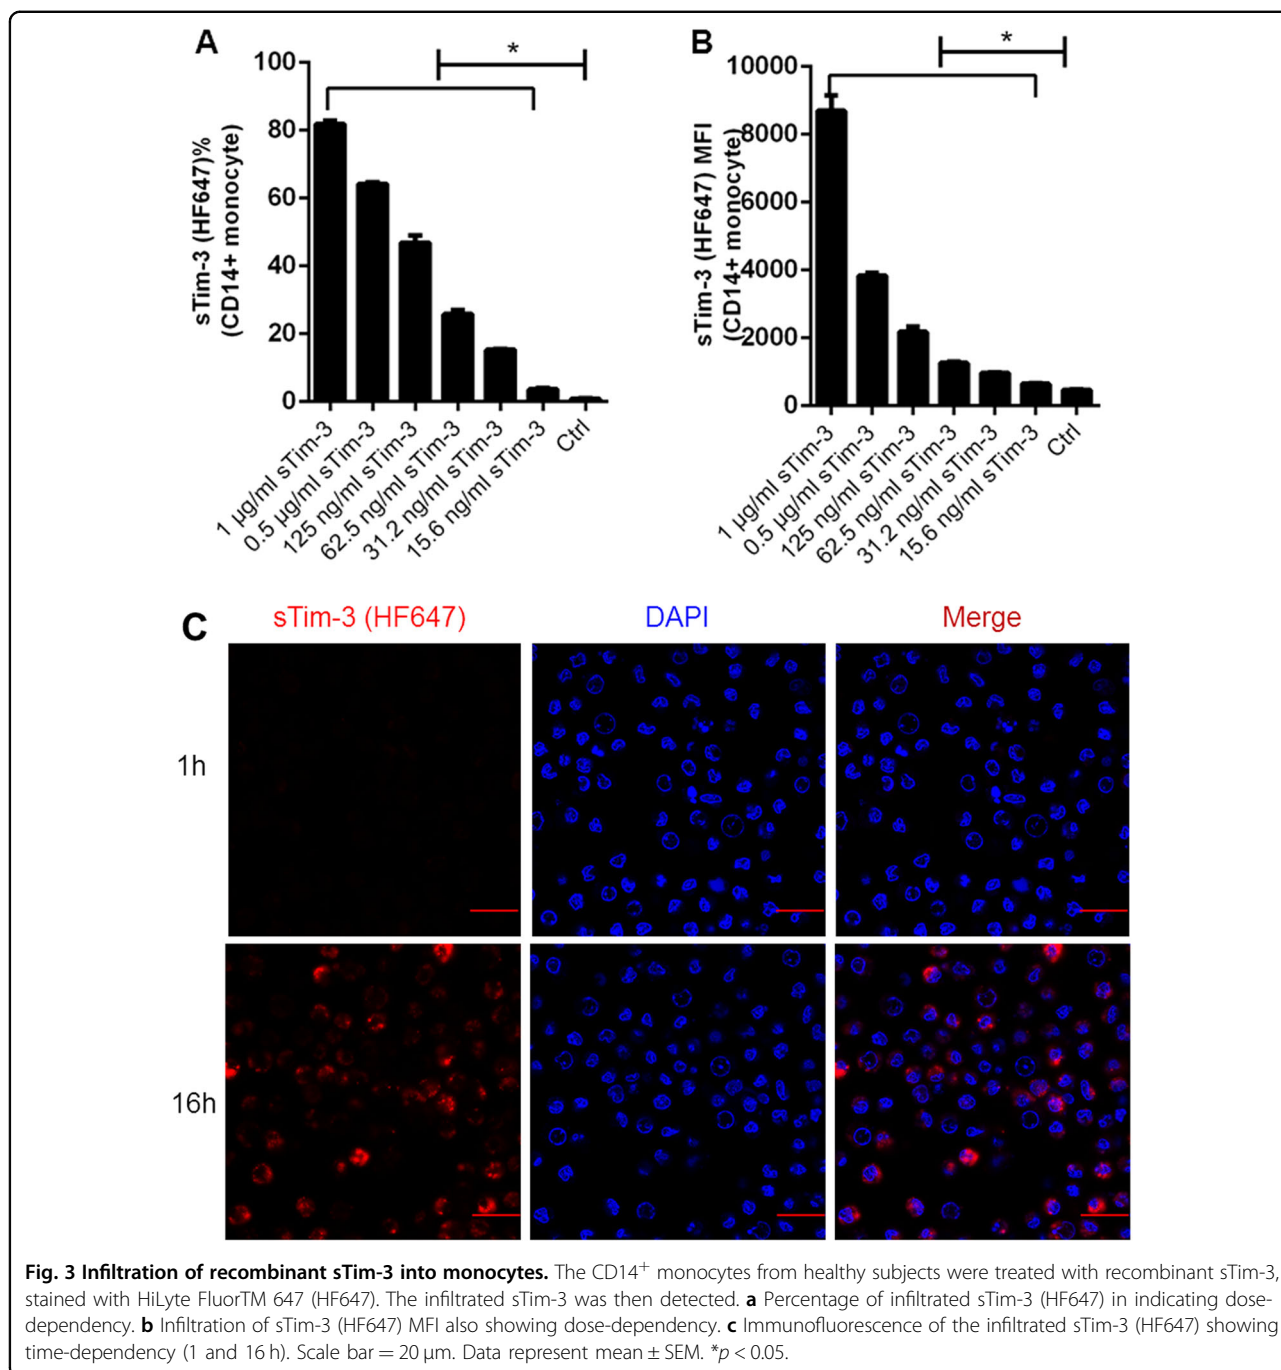 A
*
100
80
60
40
20
0
sTim-3 (HF647)%
(CD14+ monocyte)
1 μg/ml sTim-3
0.5 μg/ml sTim-3
125 ng/ml sTim-3
62.5 ng/ml sTim-3
31.2 ng/ml sTim-3
15.6 ng/ml sTim-3
Ctrl
B
*
10000
8000
6000
4000
2000
0
sTim-3 (HF647) MFI
(CD14+ monocyte)
1 μg/ml sTim-3
0.5 μg/ml sTim-3
125 ng/ml sTim-3
62.5 ng/ml sTim-3
31.2 ng/ml sTim-3
15.6 ng/ml sTim-3
Ctrl
C
sTim-3 (HF647)
DAPI
Merge
1h
16h
Fig. 3 Infiltration of recombinant sTim-3 into monocytes. The CD14⁺ monocytes from healthy subjects were treated with recombinant sTim-3,
stained with HiLyte FluorTM 647 (HF647). The infiltrated sTim-3 was then detected. a Percentage of infiltrated sTim-3 (HF647) in indicating dose-
dependency. b Infiltration of sTim-3 (HF647) MFI also showing dose-dependency. c Immunofluorescence of the infiltrated sTim-3 (HF647) showing
time-dependency (1 and 16 h). Scale bar = 20 μm. Data represent mean ± SEM. *p < 0.05.